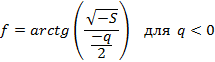 f = arctg ( √-S / ( -q / 2 ) ) для q < 0